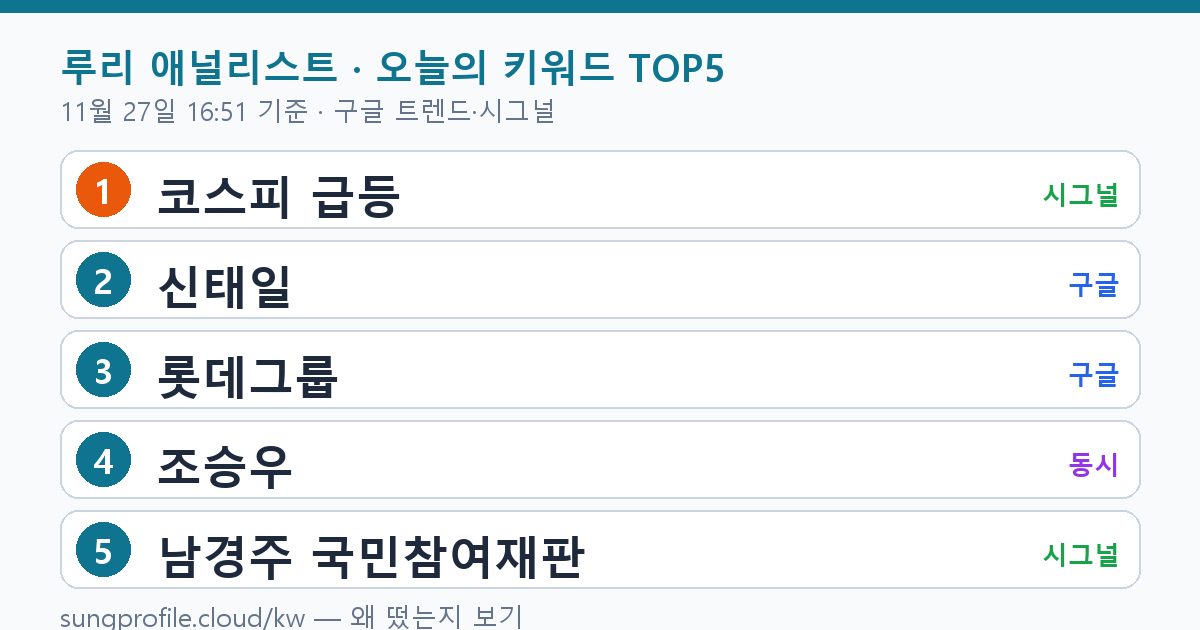 루리 애널리스트 · 오늘의 키워드 TOP5
11월 27일 16:51 기준 · 구글 트렌드·시그널
1 코스피 급등 시그널
2 신태일 구글
3 롯데그룹 구글
4 조승우 동시
5 남경주 국민참여재판 시그널
sungprofile.cloud/kw — 왜 떴는지 보기